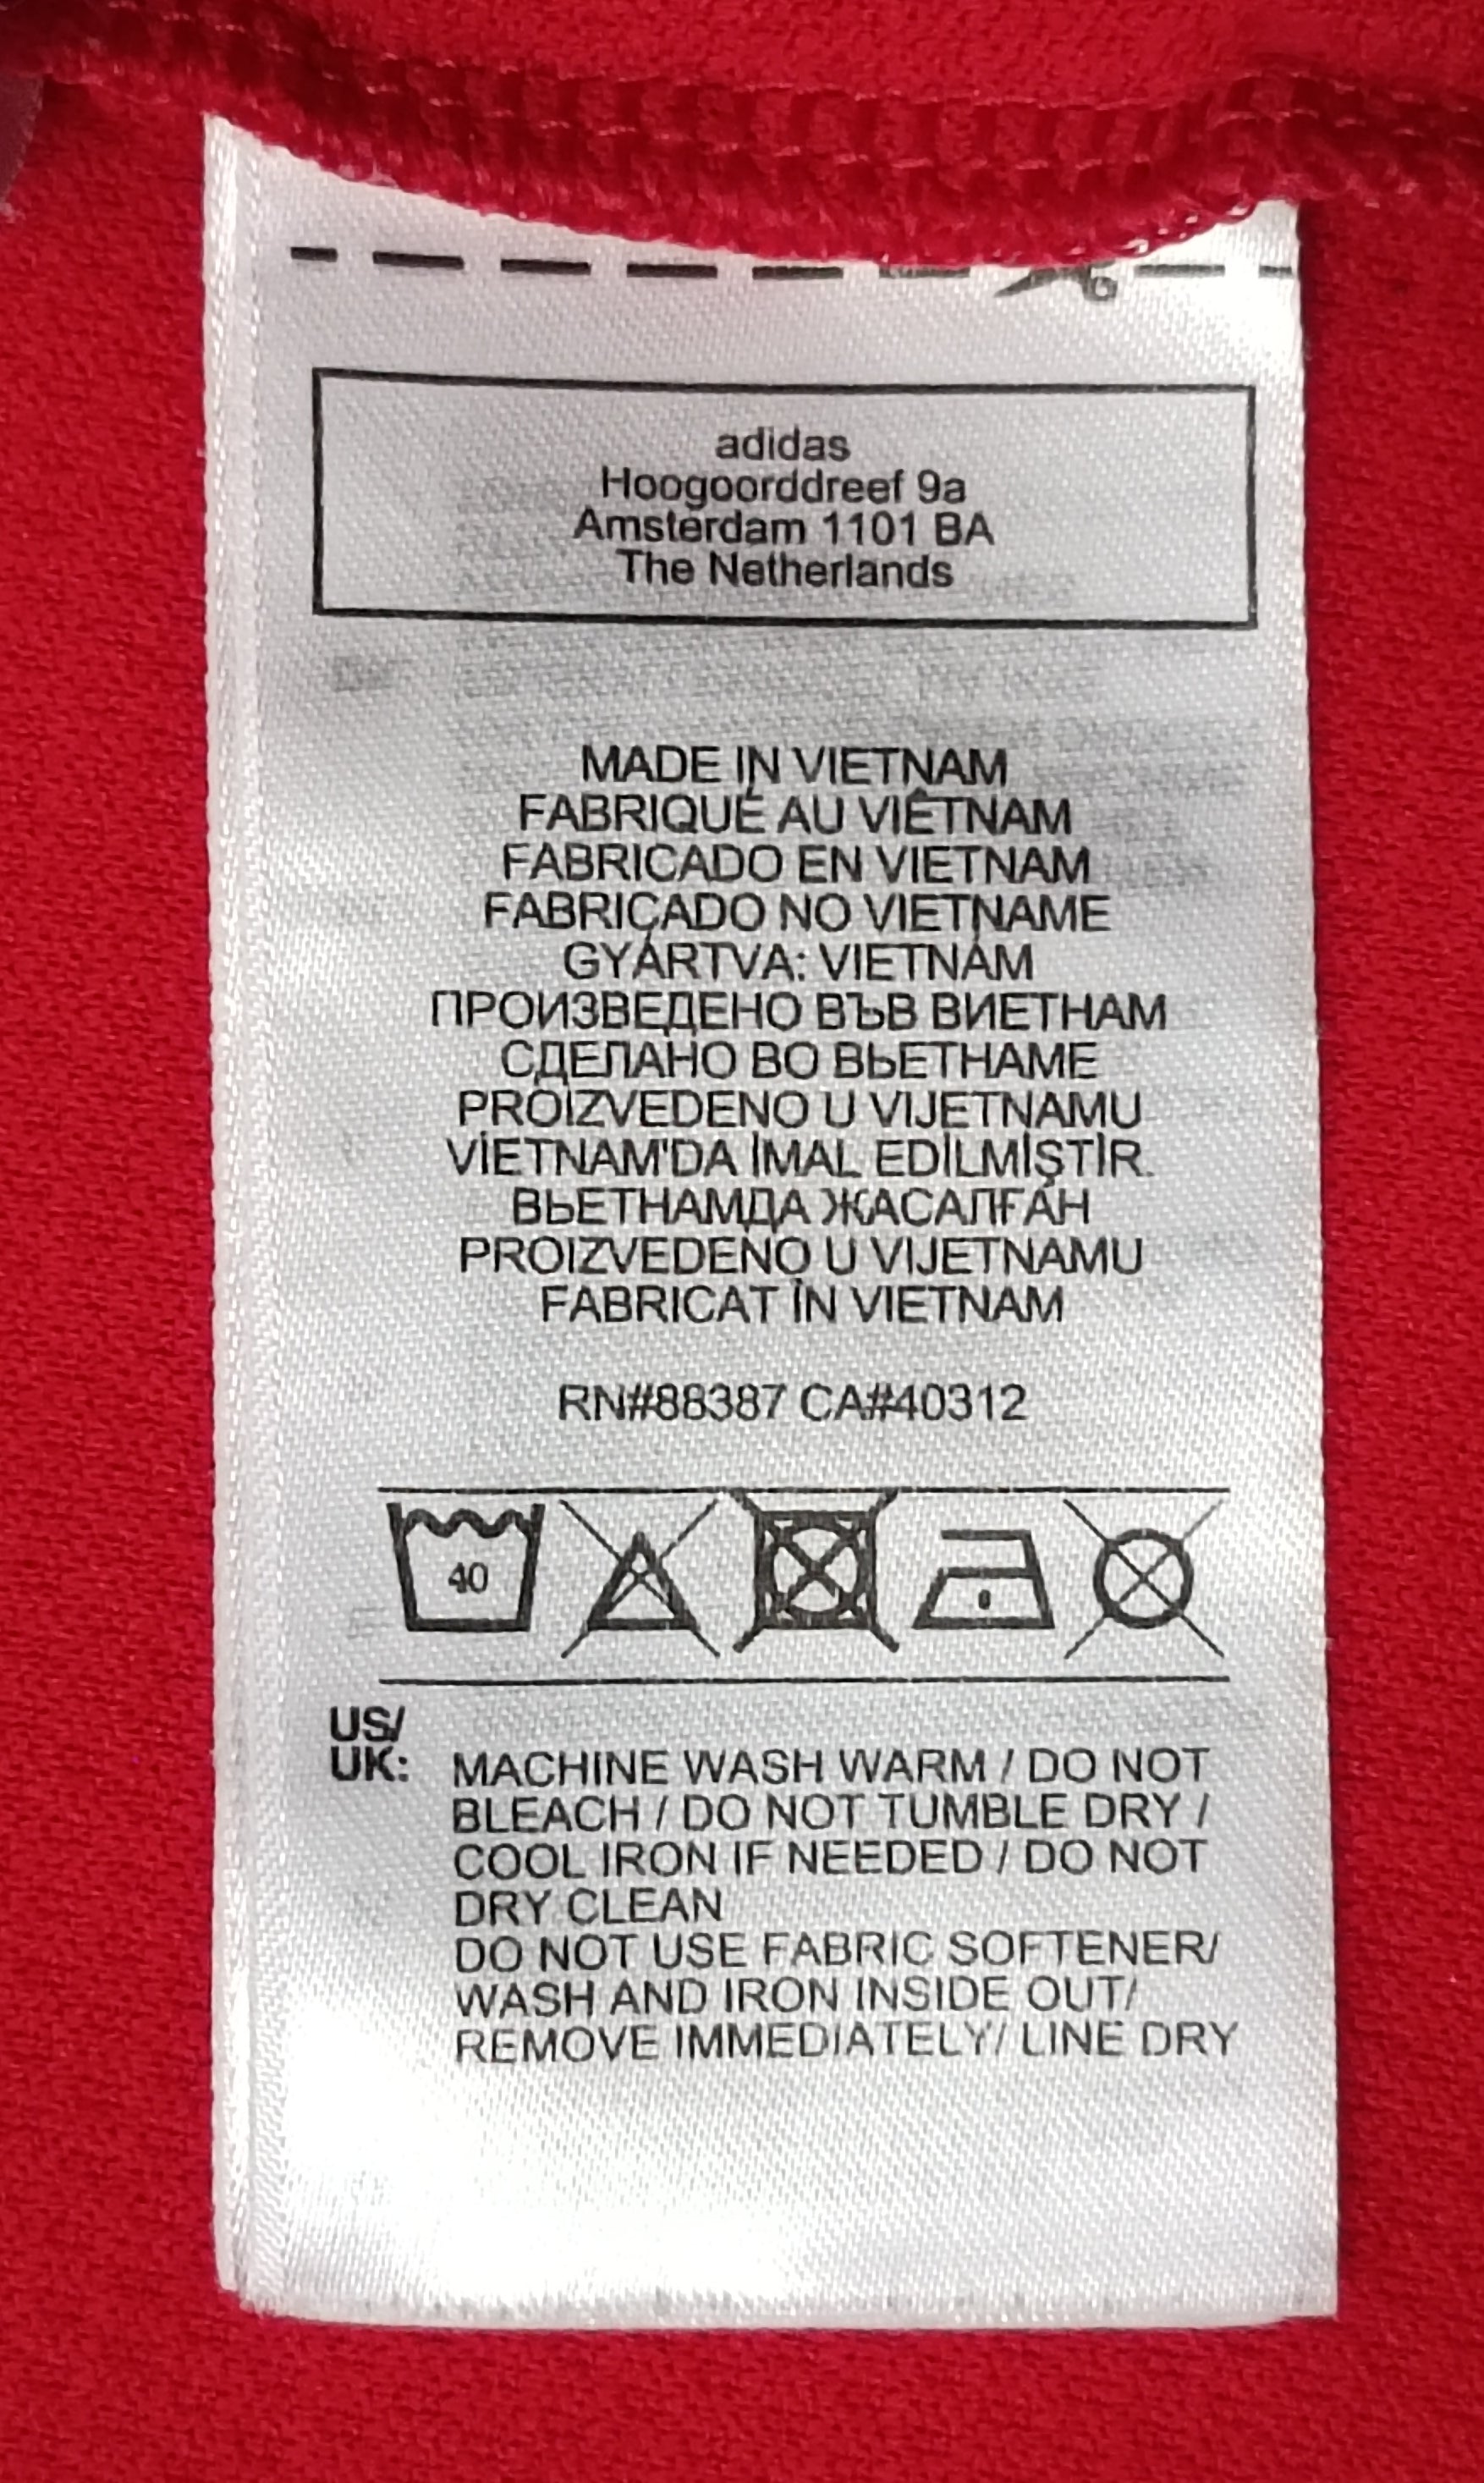 adidas
Hoogoorddreef 9a
Amsterdam 1101 BA
The Netherlands
MADE IN VIETNAM
FABRIQUÉ AU VIÊTNAM
FABRICADO EN VIETNAM
FABRICADO NO VIETNAME
GYÁRTVA: VIETNÁM
ПРОИЗВЕДЕНО ВЪВ ВИЕТНАМ
СДЕЛАНО ВО ВЬЕТНАМЕ
PROIZVEDENO U VIJETNAMU
VİETNAM'DA İMAL EDİLMİŞTİR.
ВЬЕТНАМДА ЖАСАЛҒАН
PROIZVEDENO U VIJETNAMU
FABRICAT ÎN VIETNAM
RN#88387 CA#40312
40
US/
UK: MACHINE WASH WARM / DO NOT
BLEACH / DO NOT TUMBLE DRY /
COOL IRON IF NEEDED / DO NOT
DRY CLEAN
DO NOT USE FABRIC SOFTENER/
WASH AND IRON INSIDE OUT/
REMOVE IMMEDIATELY/ LINE DRY